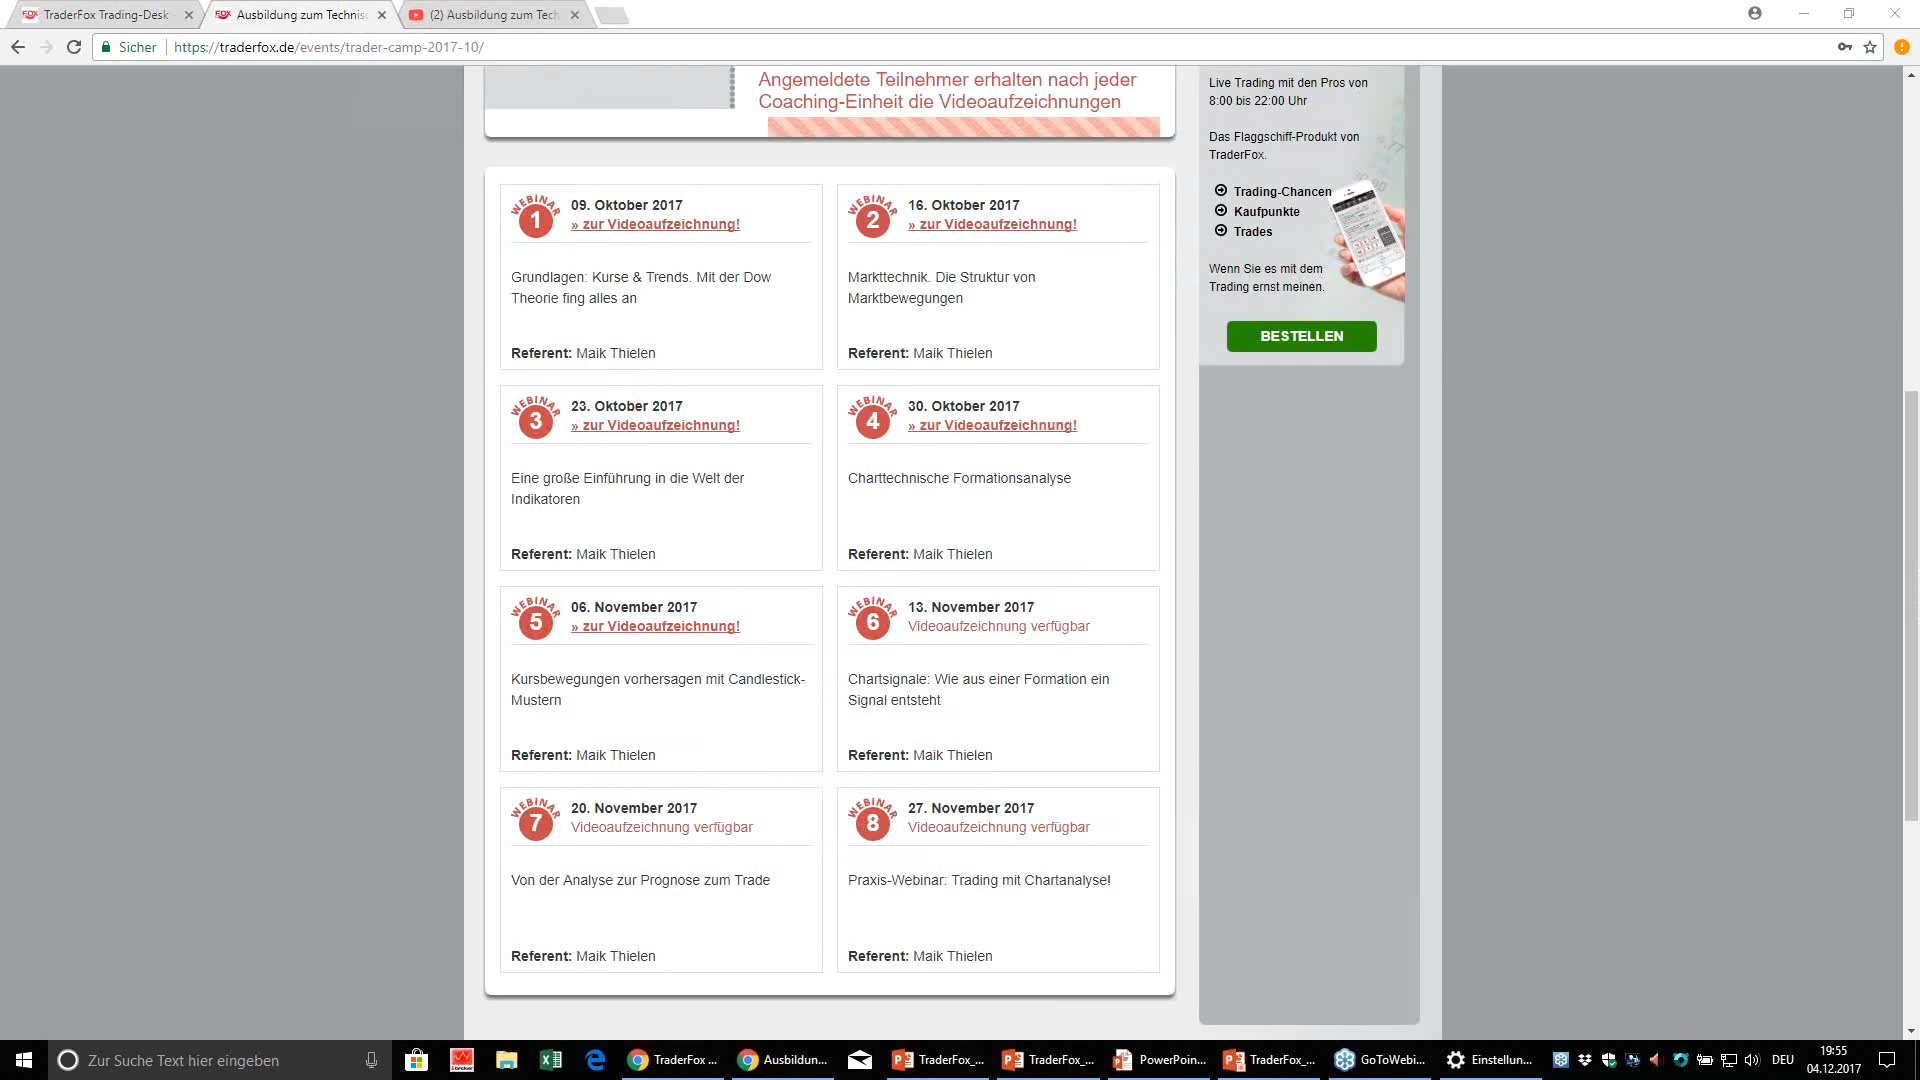 TraderFox Trading-Desk
Ausbildung zum Technis
(2) Ausbildung zum Tech
Sicher
https://traderfox.de/events/trader-camp-2017-10/
Angemeldete Teilnehmer erhalten nach jeder
Coaching-Einheit die Videoaufzeichnungen
WEBINAR
1
09. Oktober 2017
» zur Videoaufzeichnung!
Grundlagen: Kurse & Trends. Mit der Dow
Theorie fing alles an
Referent: Maik Thielen
WEBINAR
2
16. Oktober 2017
» zur Videoaufzeichnung!
Markttechnik. Die Struktur von
Marktbewegungen
Referent: Maik Thielen
WEBINAR
3
23. Oktober 2017
» zur Videoaufzeichnung!
Eine große Einführung in die Welt der
Indikatoren
Referent: Maik Thielen
WEBINAR
4
30. Oktober 2017
» zur Videoaufzeichnung!
Charttechnische Formationsanalyse
Referent: Maik Thielen
WEBINAR
5
06. November 2017
» zur Videoaufzeichnung!
Kursbewegungen vorhersagen mit Candlestick-
Mustern
Referent: Maik Thielen
WEBINAR
6
13. November 2017
Videoaufzeichnung verfügbar
Chartsignale: Wie aus einer Formation ein
Signal entsteht
Referent: Maik Thielen
WEBINAR
7
20. November 2017
Videoaufzeichnung verfügbar
Von der Analyse zur Prognose zum Trade
Referent: Maik Thielen
WEBINAR
8
27. November 2017
Videoaufzeichnung verfügbar
Praxis-Webinar: Trading mit Chartanalyse!
Referent: Maik Thielen
Live Trading mit den Pros von
8:00 bis 22:00 Uhr
Das Flaggschiff-Produkt von
TraderFox.
Trading-Chancen
Kaufpunkte
Trades
Wenn Sie es mit dem
Trading ernst meinen.
BESTELLEN
Zur Suche Text hier eingeben
TraderFox ...
Ausbildun...
TraderFox_...
TraderFox_...
PowerPoin...
TraderFox_...
GoToWebi...
Einstellun...
DEU
19:55
04.12.2017